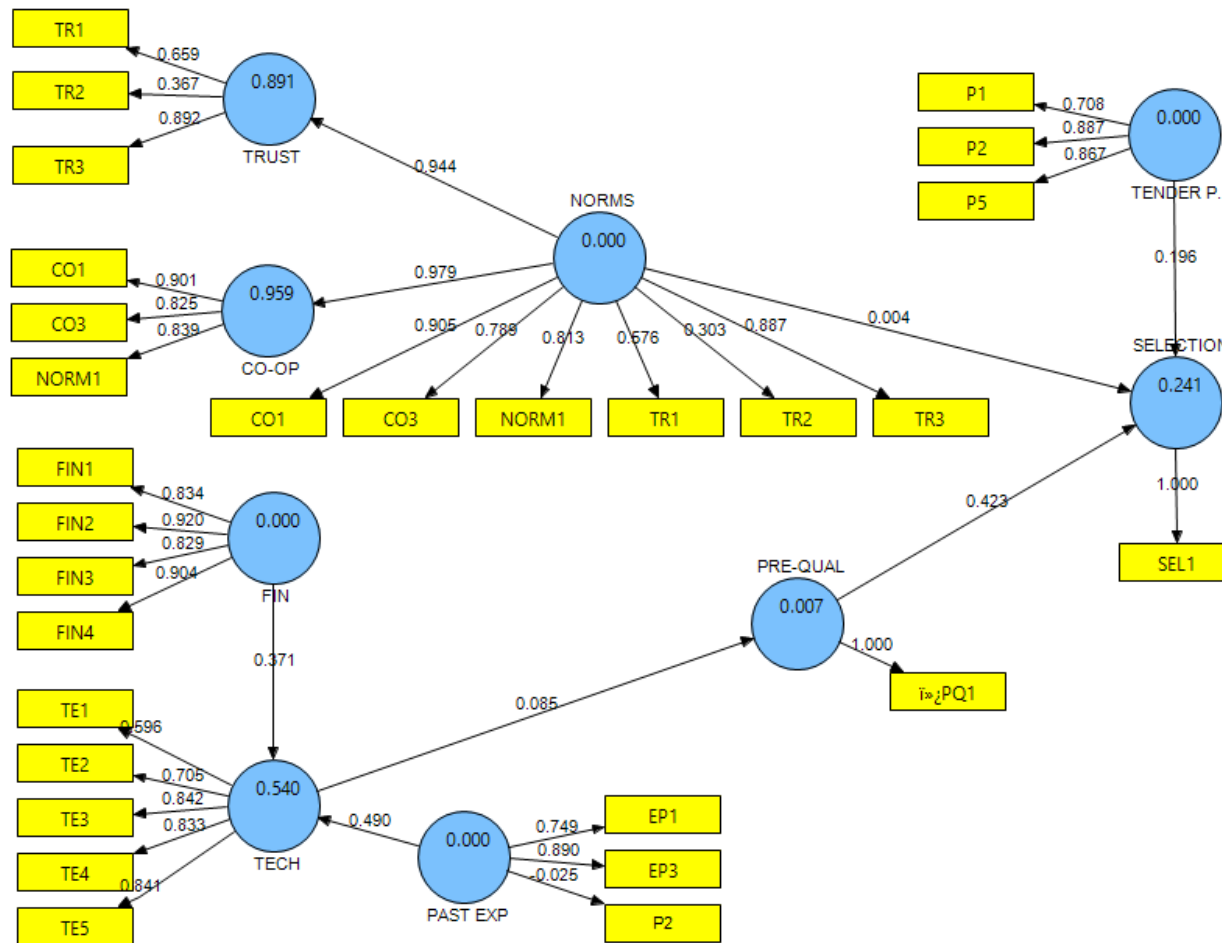 TR1
0.659
TR2
0.367
TR3
0.892
0.891
TRUST
0.944
P1
0.708
P2
0.887
P5
0.867
0.000
TENDER P.
0.196
NORMS
0.000
CO1
0.901
CO3
0.825
NORM1
0.839
0.959
CO-OP
0.979
0.905
0.789
0.813
0.576
0.303
0.887
0.004
CO1
CO3
NORM1
TR1
TR2
TR3
SELECTION
0.241
1.000
SEL1
FIN1
0.834
FIN2
0.920
FIN3
0.829
FIN4
0.904
0.000
FIN
0.371
0.423
PRE-QUAL
0.007
1.000
ï»¿PQ1
0.085
TE1
0.596
TE2
0.705
TE3
0.842
TE4
0.833
TE5
0.841
0.540
TECH
0.490
0.000
PAST EXP
0.749
EP1
0.890
EP3
-0.025
P2